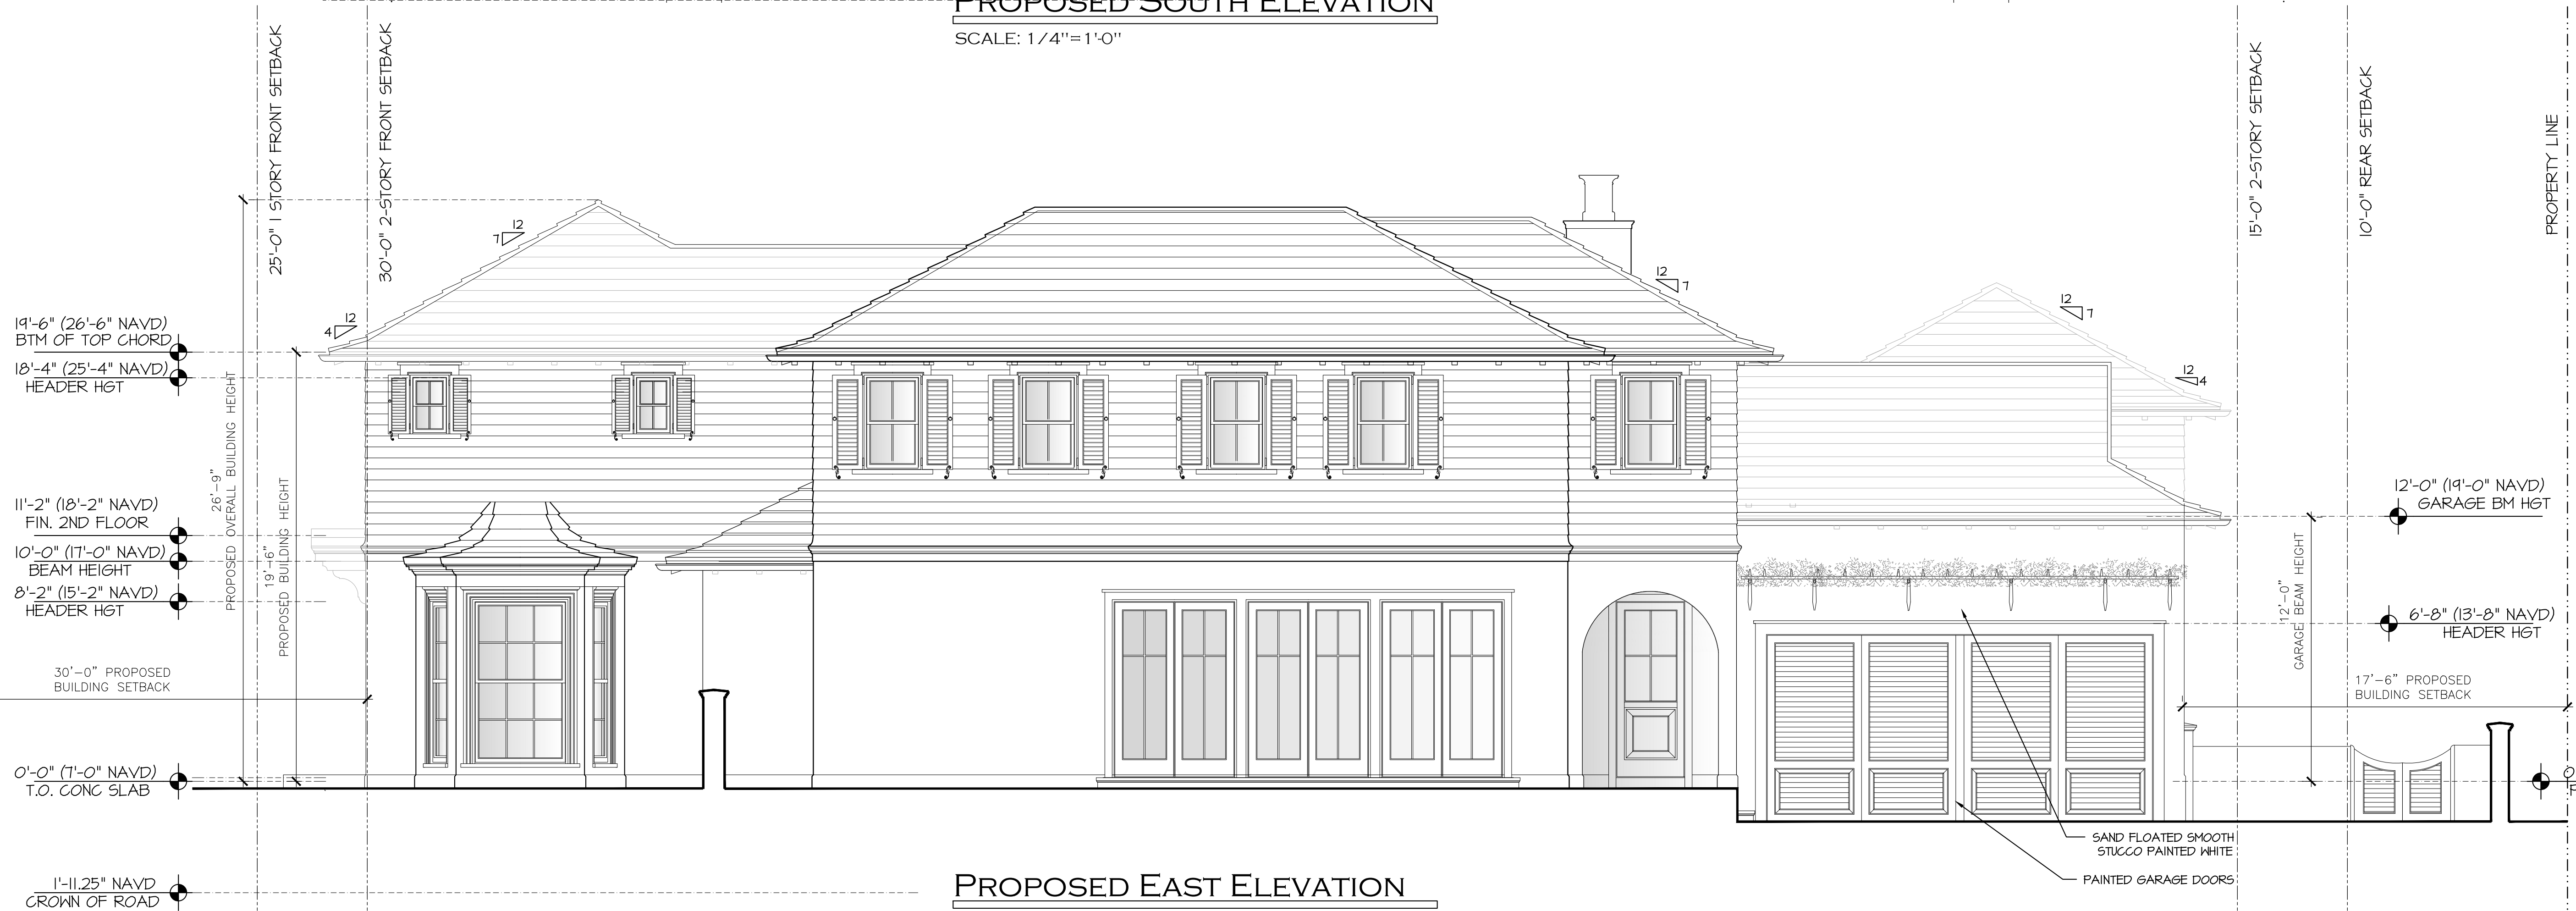 PROPOSED SOUTH ELEVATION
SCALE: 1/4"=1'-0"
25'-0" 1 STORY FRONT SETBACK
30'-0" 2-STORY FRONT SETBACK
15'-0" 2-STORY SETBACK
10'-0" REAR SETBACK
PROPERTY LINE
12
7
12
4
12
7
12
7
12
4
19'-6" (26'-6" NAVD)
BTM OF TOP CHORD
18'-4" (25'-4" NAVD)
HEADER HGT
26'-9"
PROPOSED OVERALL BUILDING HEIGHT
19'-6"
PROPOSED BUILDING HEIGHT
11'-2" (18'-2" NAVD)
FIN. 2ND FLOOR
10'-0" (17'-0" NAVD)
BEAM HEIGHT
8'-2" (15'-2" NAVD)
HEADER HGT
30'-0" PROPOSED
BUILDING SETBACK
0'-0" (7'-0" NAVD)
T.O. CONC SLAB
1'-11.25" NAVD
CROWN OF ROAD
12'-0" (19'-0" NAVD)
GARAGE BM HGT
12'-0"
GARAGE BEAM HEIGHT
6'-8" (13'-8" NAVD)
HEADER HGT
17'-6" PROPOSED
BUILDING SETBACK
SAND FLOATED SMOOTH
STUCCO PAINTED WHITE
PAINTED GARAGE DOORS
PROPOSED EAST ELEVATION